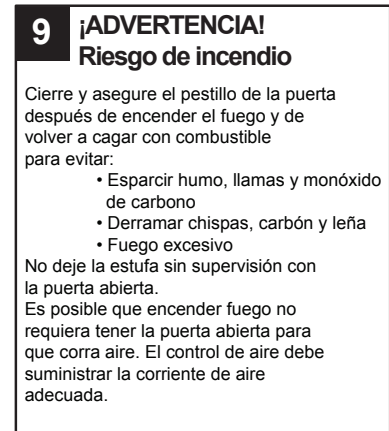 9 ¡ADVERTENCIA!
Riesgo de incendio
Cierre y asegure el pestillo de la puerta
después de encender el fuego y de
volver a cagar con combustible
para evitar:
• Esparcir humo, llamas y monóxido
de carbono
• Derramar chispas, carbón y leña
• Fuego excesivo
No deje la estufa sin supervisión con
la puerta abierta.
Es posible que encender fuego no
requiera tener la puerta abierta para
que corra aire. El control de aire debe
suministrar la corriente de aire
adecuada.